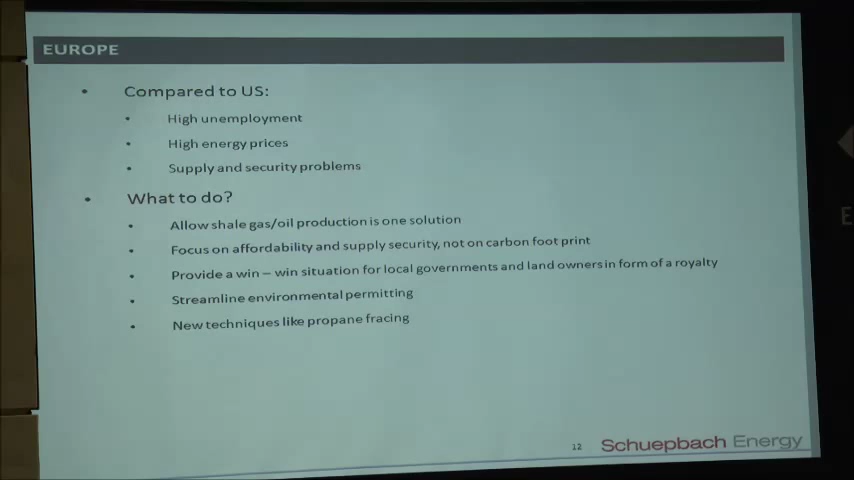 EUROPE
• Compared to US:
• High unemployment
• High energy prices
• Supply and security problems
• What to do?
• Allow shale gas/oil production is one solution
• Focus on affordability and supply security, not on carbon foot print
• Provide a win – win situation for local governments and land owners in form of a royalty
• Streamline environmental permitting
• New techniques like propane fracing
12
Schuepbach Energy
E